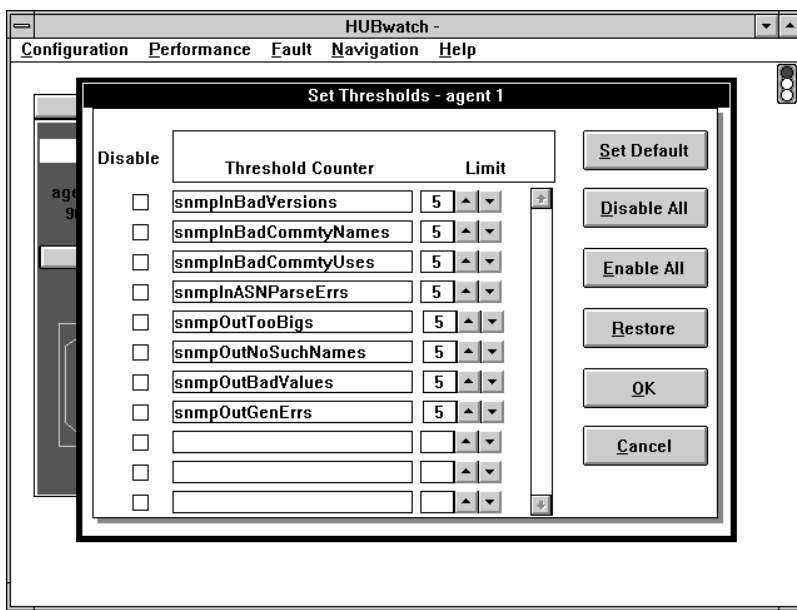 HUBwatch -
Configuration Performance Fault Navigation Help
Set Thresholds - agent 1
Disable Threshold Counter Limit
snmpInBadVersions 5
snmpInBadCommtyNames 5
snmpInBadCommtyUses 5
snmpInASNParseErrs 5
snmpOutTooBigs 5
snmpOutNoSuchNames 5
snmpOutBadValues 5
snmpOutGenErrs 5
Set Default
Disable All
Enable All
Restore
OK
Cancel